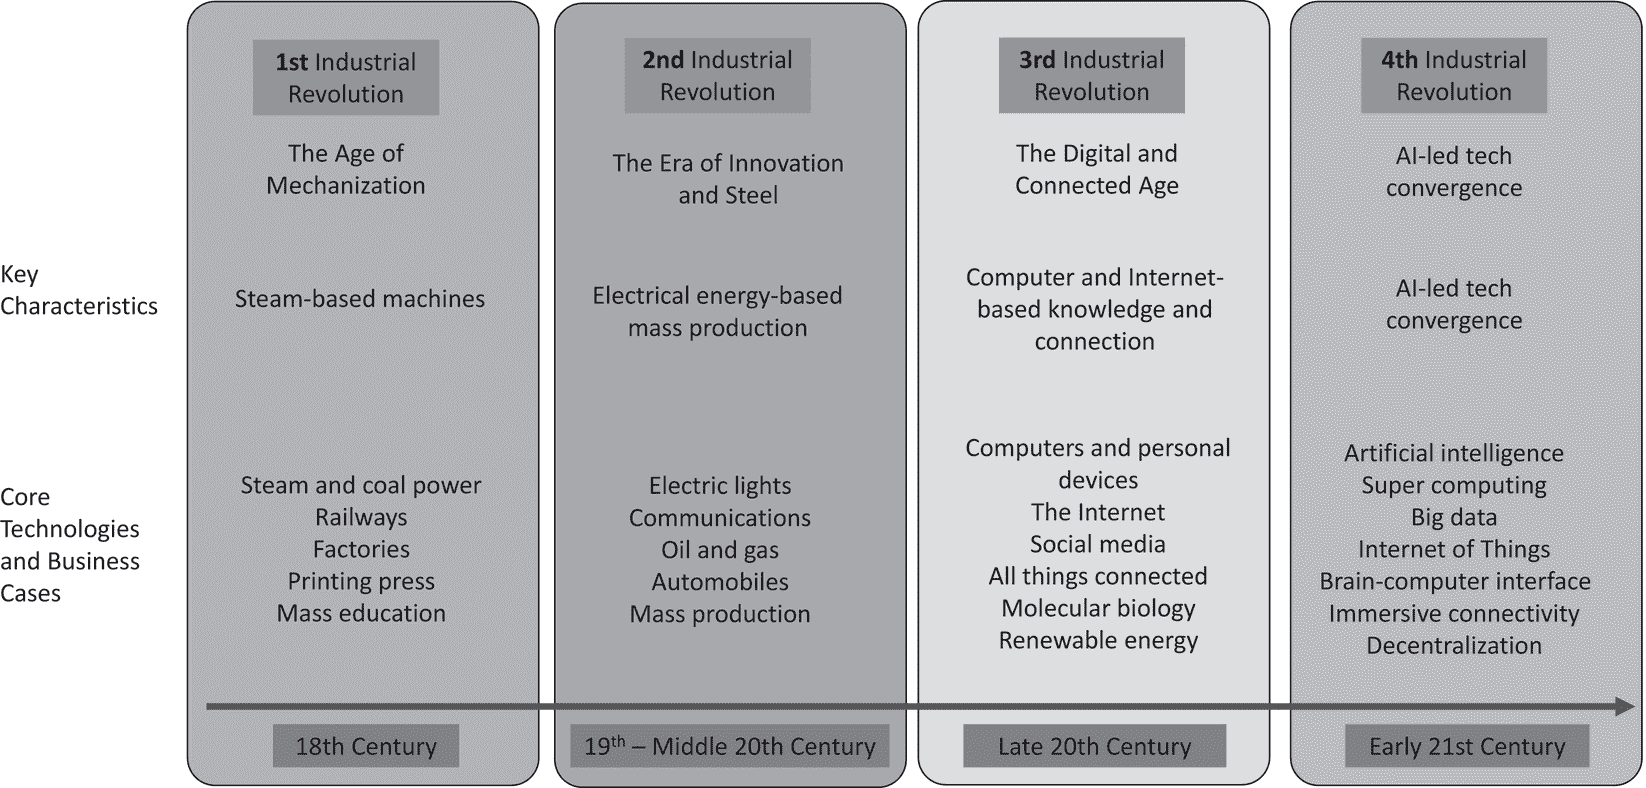 1st Industrial
Revolution
The Age of
Mechanization
Steam-based machines
Steam and coal power
Railways
Factories
Printing press
Mass education
18th Century
2nd Industrial
Revolution
The Era of Innovation
and Steel
Electrical energy-based
mass production
Electric lights
Communications
Oil and gas
Automobiles
Mass production
19th – Middle 20th Century
3rd Industrial
Revolution
The Digital and
Connected Age
Computer and Internet-
based knowledge and
connection
Computers and personal
devices
The Internet
Social media
All things connected
Molecular biology
Renewable energy
Late 20th Century
4th Industrial
Revolution
AI-led tech
convergence
AI-led tech
convergence
Artificial intelligence
Super computing
Big data
Internet of Things
Brain-computer interface
Immersive connectivity
Decentralization
Early 21st Century
Key
Characteristics
Core
Technologies
and Business
Cases